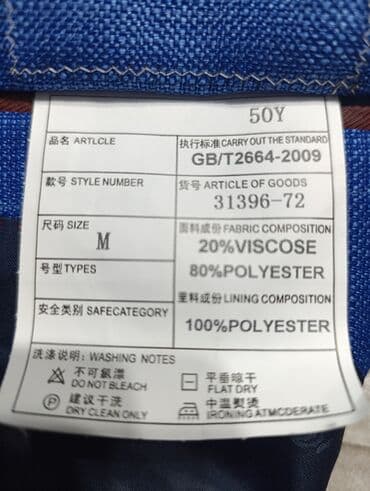 50Y
品名 ARTLCLE
执行标准 CARRY OUT THE STANDARD
GB/T2664-2009
款号 STYLE NUMBER
货号 ARTICLE OF GOODS
31396-72
尺码 SIZE
M
面料成份 FABRIC COMPOSITION
20%VISCOSE
80%POLYESTER
号型 TYPES
里料成份 LINING COMPOSITION
100%POLYESTER
安全类别 SAFECATEGORY
洗涤说明: WASHING NOTES
不可氯漂
DO NOT BLEACH
平垂晾干
FLAT DRY
P 建议干洗
DRY CLEAN ONLY
中温熨烫
IRONING ATMCDERATE